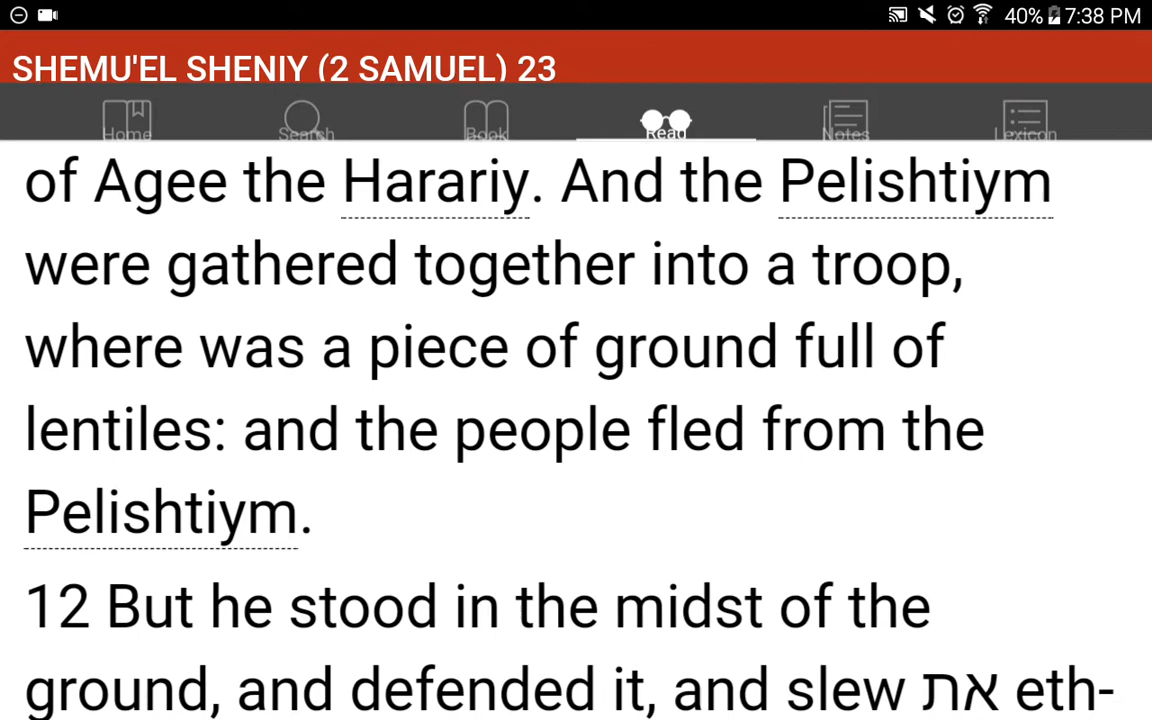 40% 7:38 PM
SHEMU'EL SHENIY (2 SAMUEL) 23
Home Search Book Read Notes Lexicon
of Agee the Harariy. And the Pelishtiym
were gathered together into a troop,
where was a piece of ground full of
lentiles: and the people fled from the
Pelishtiym.
12 But he stood in the midst of the
ground, and defended it, and slew את eth-